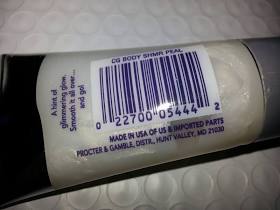 CG BODY SHMR PEAL
A hint of
glimmering glow.
Smooth it all over...
and go!
0 22700 05444 2
MADE IN USA OF US & IMPORTED PARTS
PROCTER & GAMBLE, DISTR., HUNT VALLEY, MD 21030